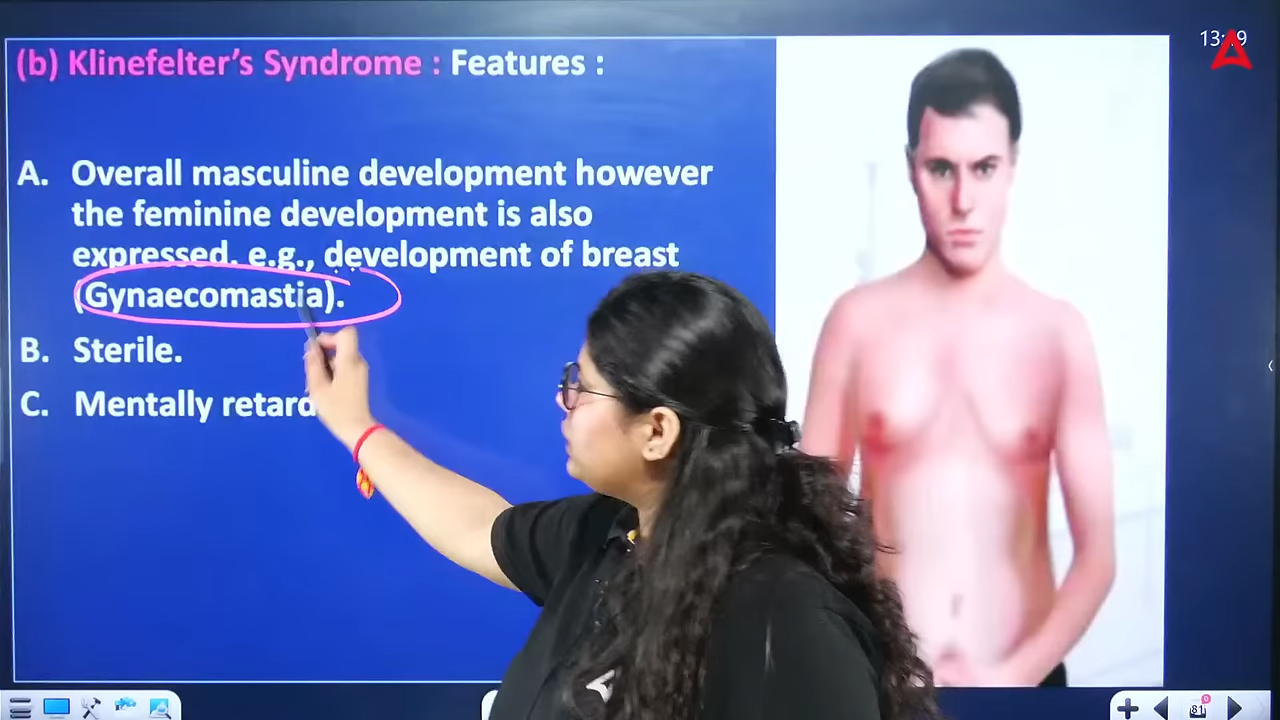 (b) Klinefelter's Syndrome : Features :
A. Overall masculine development however
the feminine development is also
expressed. e.g., development of breast
(Gynaecomastia).
B. Sterile.
C. Mentally retard
81